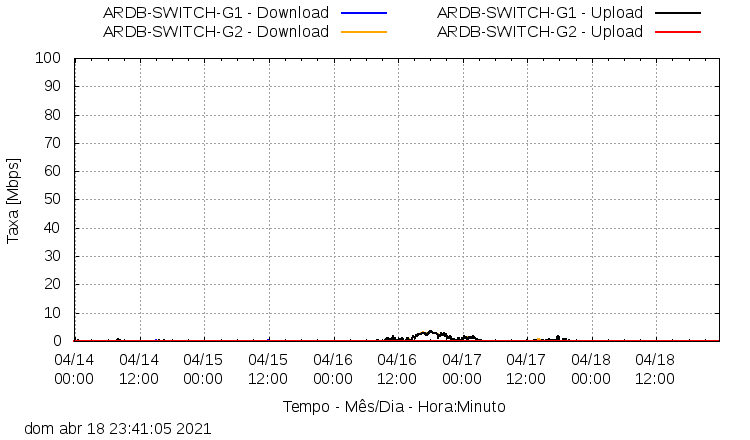 ARDB-SWITCH-G1 - Download ARDB-SWITCH-G1 - Upload
ARDB-SWITCH-G2 - Download ARDB-SWITCH-G2 - Upload
100
90
80
70
60
50
40
30
20
10
0
Taxa [Mbps]
04/14 04/14 04/15 04/15 04/16 04/16 04/17 04/17 04/18 04/18
00:00 12:00 00:00 12:00 00:00 12:00 00:00 12:00 00:00 12:00
Tempo - Mês/Dia - Hora:Minuto
dom abr 18 23:41:05 2021